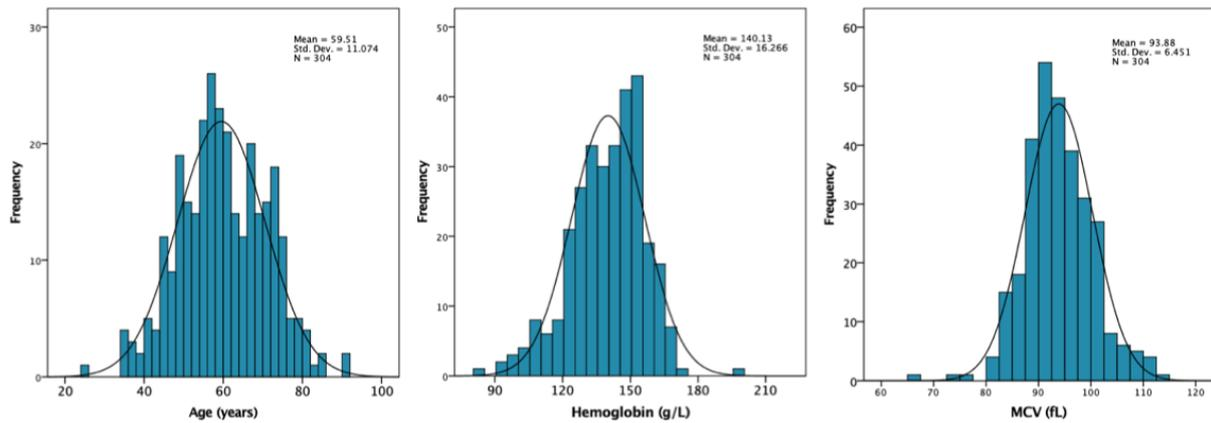 Mean = 59.51
Std. Dev. = 11.074
N = 304
30
20
10
0
Frequency
20 40 60 80 100
Age (years)
Mean = 140.13
Std. Dev. = 16.266
N = 304
50
40
30
20
10
0
Frequency
90 120 150 180 210
Hemoglobin (g/L)
Mean = 93.88
Std. Dev. = 6.451
N = 304
60
50
40
30
20
10
0
Frequency
60 70 80 90 100 110 120
MCV (fL)